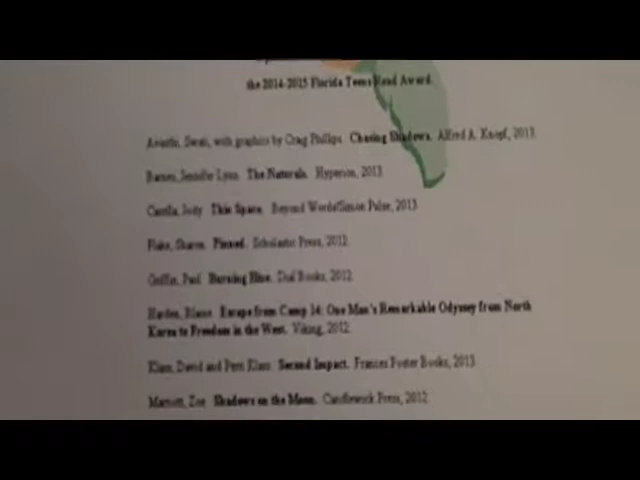 the 2014-2015 Florida Teens Read Award.
Avasthi, Swati, with graphics by Craig Phillips. Chasing Shadows. Alfred A. Knopf, 2013.
Barnes, Jennifer Lynn. The Naturals. Hyperion, 2013.
Casella, Jody. Thin Space. Beyond Words/Simon Pulse, 2013.
Flake, Sharon. Pinned. Scholastic Press, 2012.
Griffin, Paul. Burning Blue. Dial Books, 2012.
Harden, Blaine. Escape from Camp 14: One Man's Remarkable Odyssey from North
Korea to Freedom in the West. Viking, 2012.
Klass, David and Perri Klass. Second Impact. Frances Foster Books, 2013.
Marriott, Zoe. Shadows on the Moon. Candlewick Press, 2012.